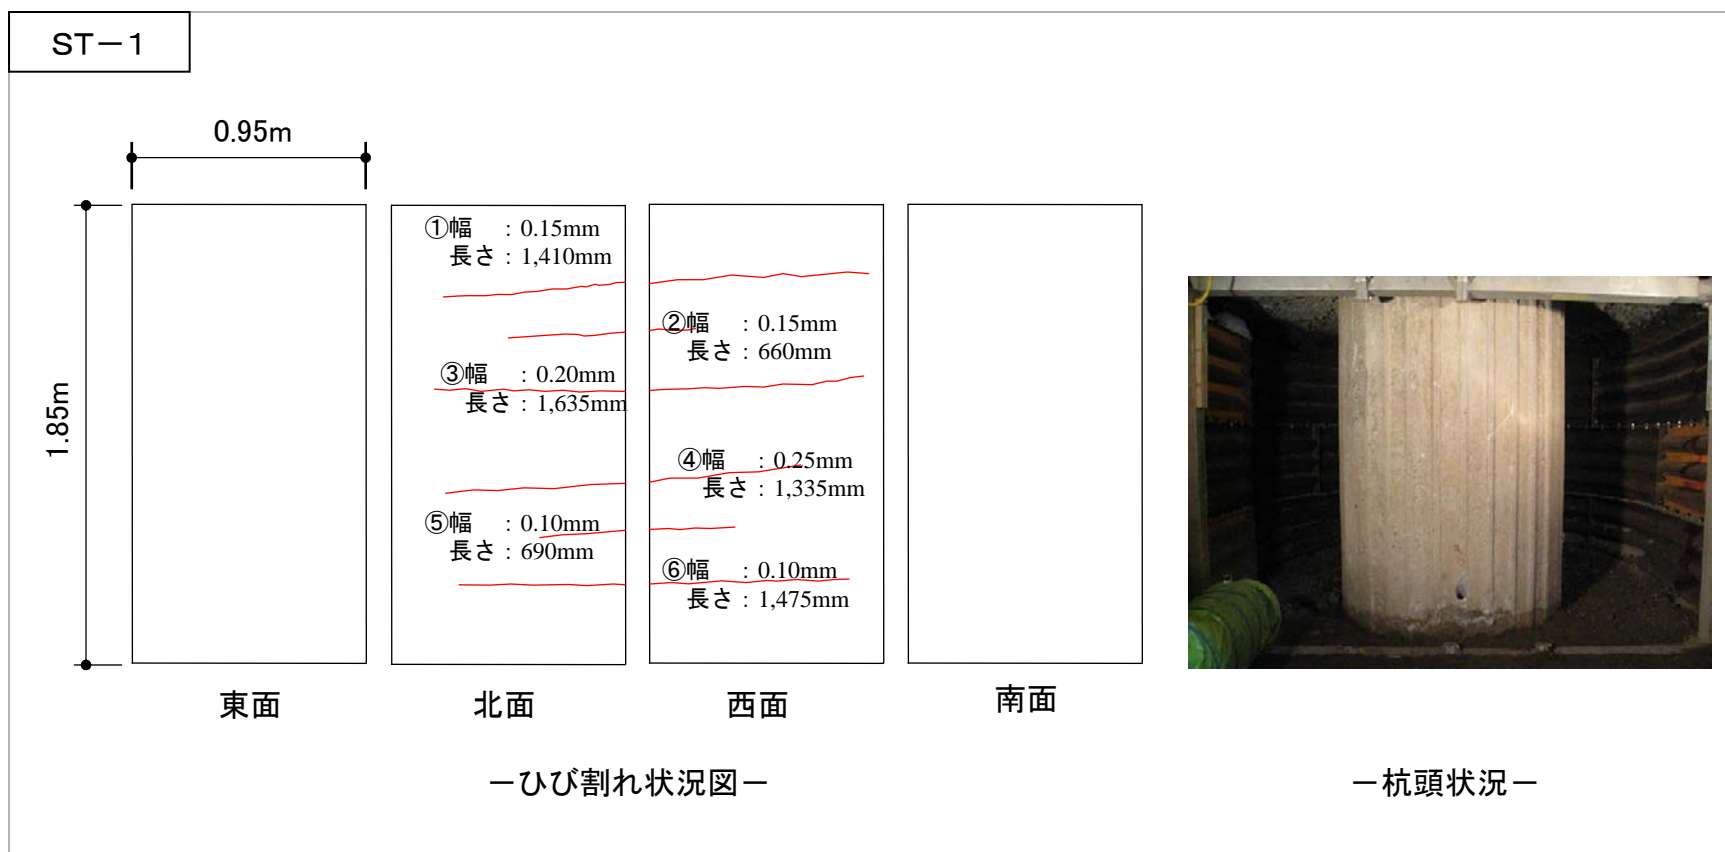 ST－1
0.95m
1.85m
①幅　: 0.15mm
長さ : 1,410mm
②幅　: 0.15mm
長さ : 660mm
③幅　: 0.20mm
長さ : 1,635mm
④幅　: 0.25mm
長さ : 1,335mm
⑤幅　: 0.10mm
長さ : 690mm
⑥幅　: 0.10mm
長さ : 1,475mm
東面
北面
西面
南面
－ひび割れ状況図－
－杭頭状況－